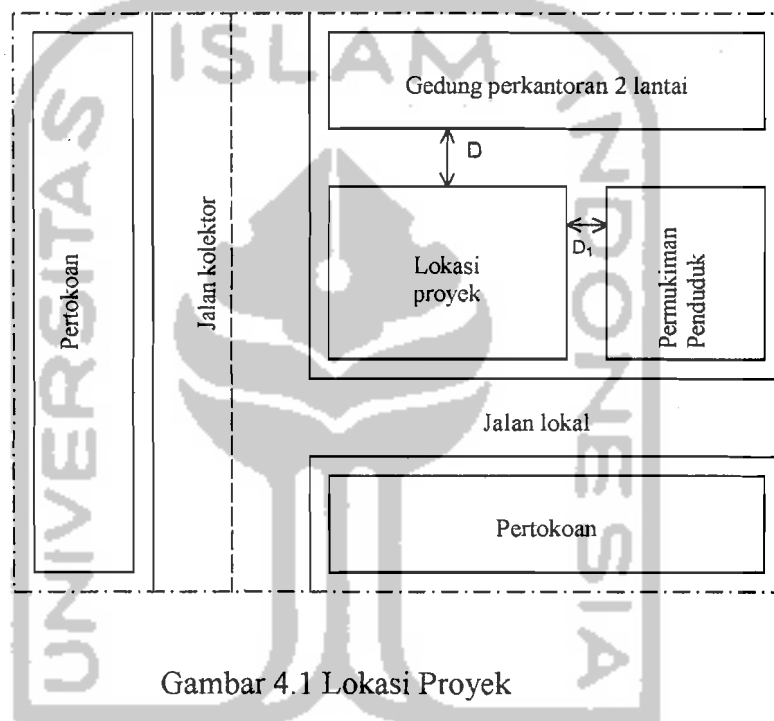 UNIVERSITAS
ISLAM
INDONESIA
Gedung perkantoran 2 lantai
D
Pertokoan
Jalan kolektor
Lokasi
proyek
D₁
Permukiman
Penduduk
Jalan lokal
Pertokoan
Gambar 4.1 Lokasi Proyek